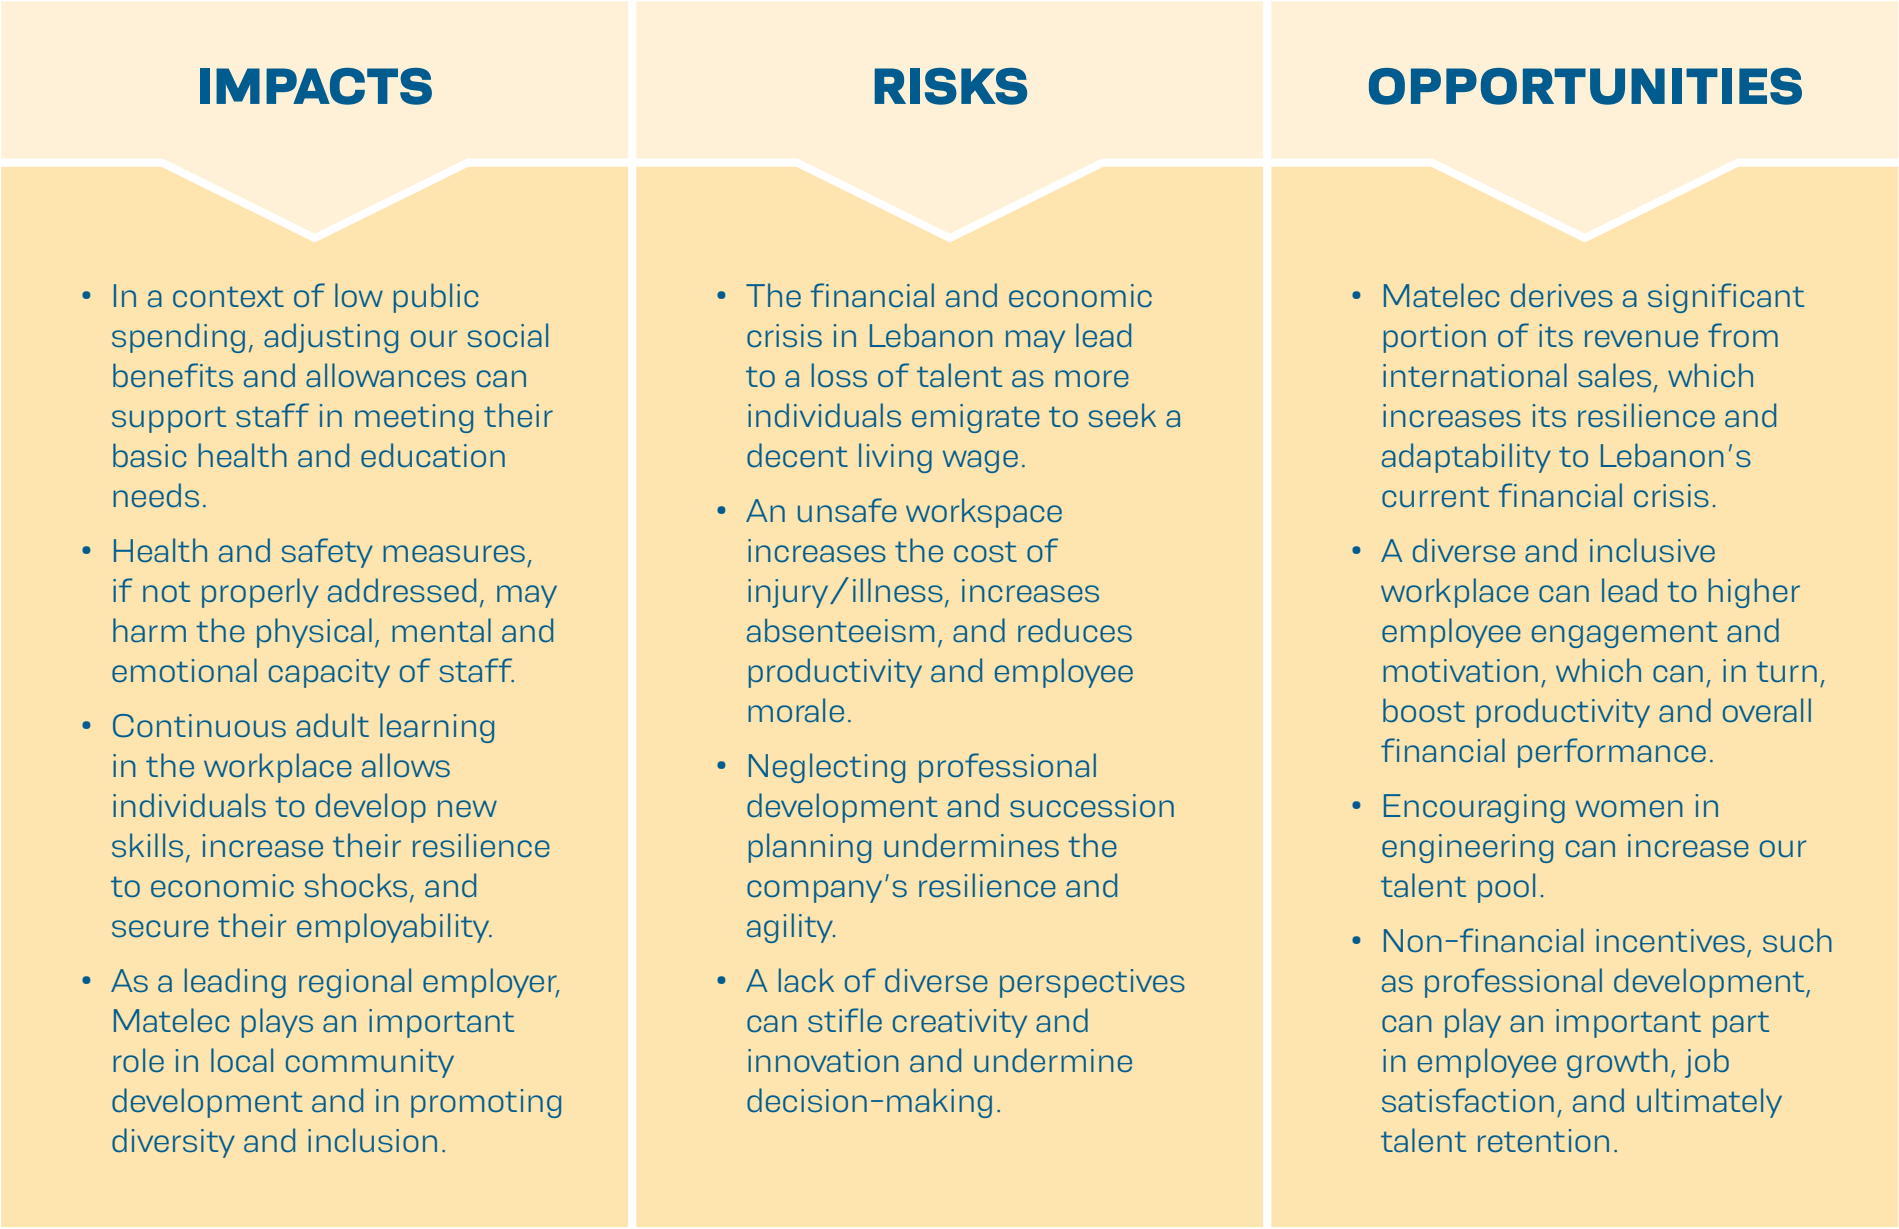 IMPACTS
• In a context of low public
spending, adjusting our social
benefits and allowances can
support staff in meeting their
basic health and education
needs.
• Health and safety measures,
if not properly addressed, may
harm the physical, mental and
emotional capacity of staff.
• Continuous adult learning
in the workplace allows
individuals to develop new
skills, increase their resilience
to economic shocks, and
secure their employability.
• As a leading regional employer,
Matelec plays an important
role in local community
development and in promoting
diversity and inclusion.
RISKS
• The financial and economic
crisis in Lebanon may lead
to a loss of talent as more
individuals emigrate to seek a
decent living wage.
• An unsafe workspace
increases the cost of
injury/illness, increases
absenteeism, and reduces
productivity and employee
morale.
• Neglecting professional
development and succession
planning undermines the
company's resilience and
agility.
• A lack of diverse perspectives
can stifle creativity and
innovation and undermine
decision-making.
OPPORTUNITIES
• Matelec derives a significant
portion of its revenue from
international sales, which
increases its resilience and
adaptability to Lebanon's
current financial crisis.
• A diverse and inclusive
workplace can lead to higher
employee engagement and
motivation, which can, in turn,
boost productivity and overall
financial performance.
• Encouraging women in
engineering can increase our
talent pool.
• Non-financial incentives, such
as professional development,
can play an important part
in employee growth, job
satisfaction, and ultimately
talent retention.